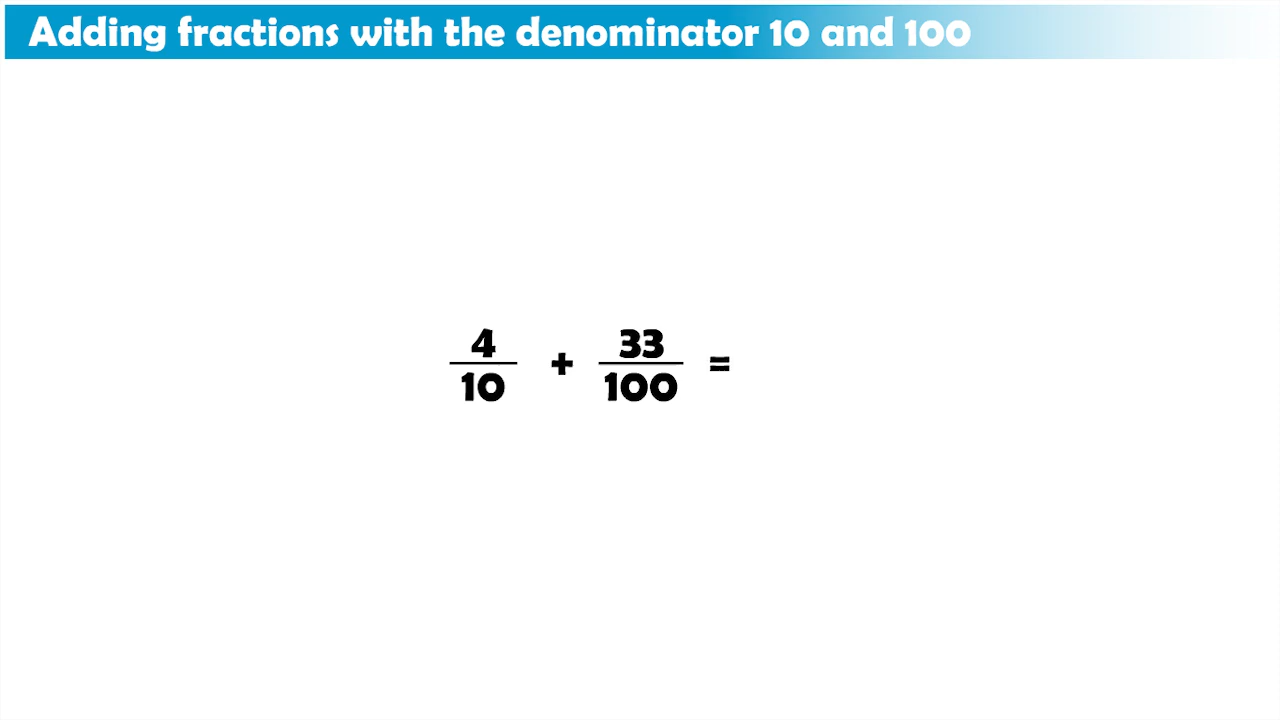 Adding fractions with the denominator 10 and 100
4/10 + 33/100 =